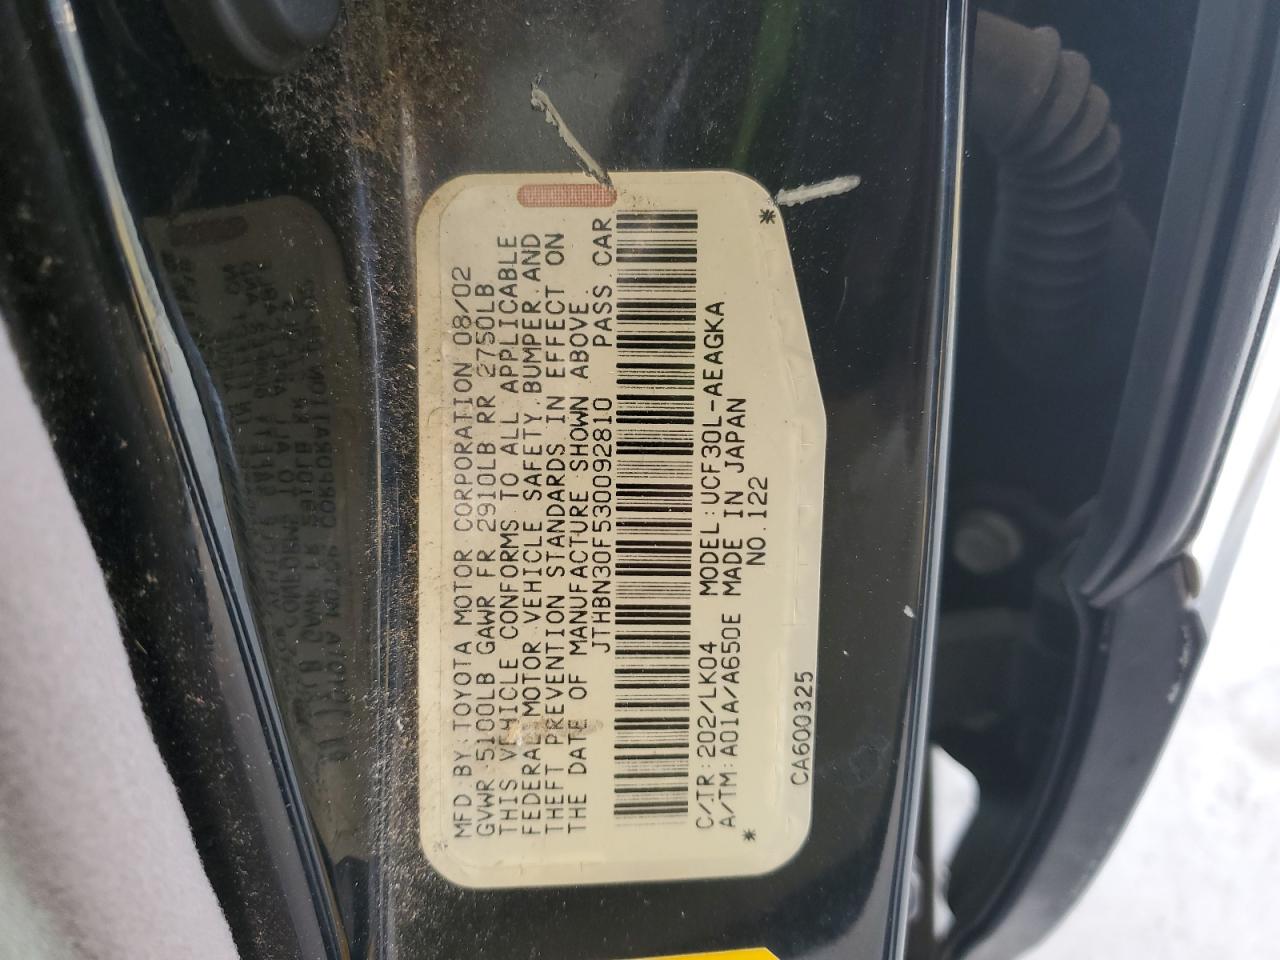 MFD. BY: TOYOTA MOTOR CORPORATION 08/02
GVWR 5100LB GAWR FR 2910LB RR 2750LB
THIS VEHICLE CONFORMS TO ALL APPLICABLE
FEDERAL MOTOR VEHICLE SAFETY, BUMPER, AND
THEFT PREVENTION STANDARDS IN EFFECT ON
THE DATE OF MANUFACTURE SHOWN ABOVE
JTHBN30F530092810 PASS. CAR
C/TR: 202/LK04 MODEL: UCF30L-AEAGKA
A/TM: A01A/A650E MADE IN JAPAN
NO. 122
* *
CA600325